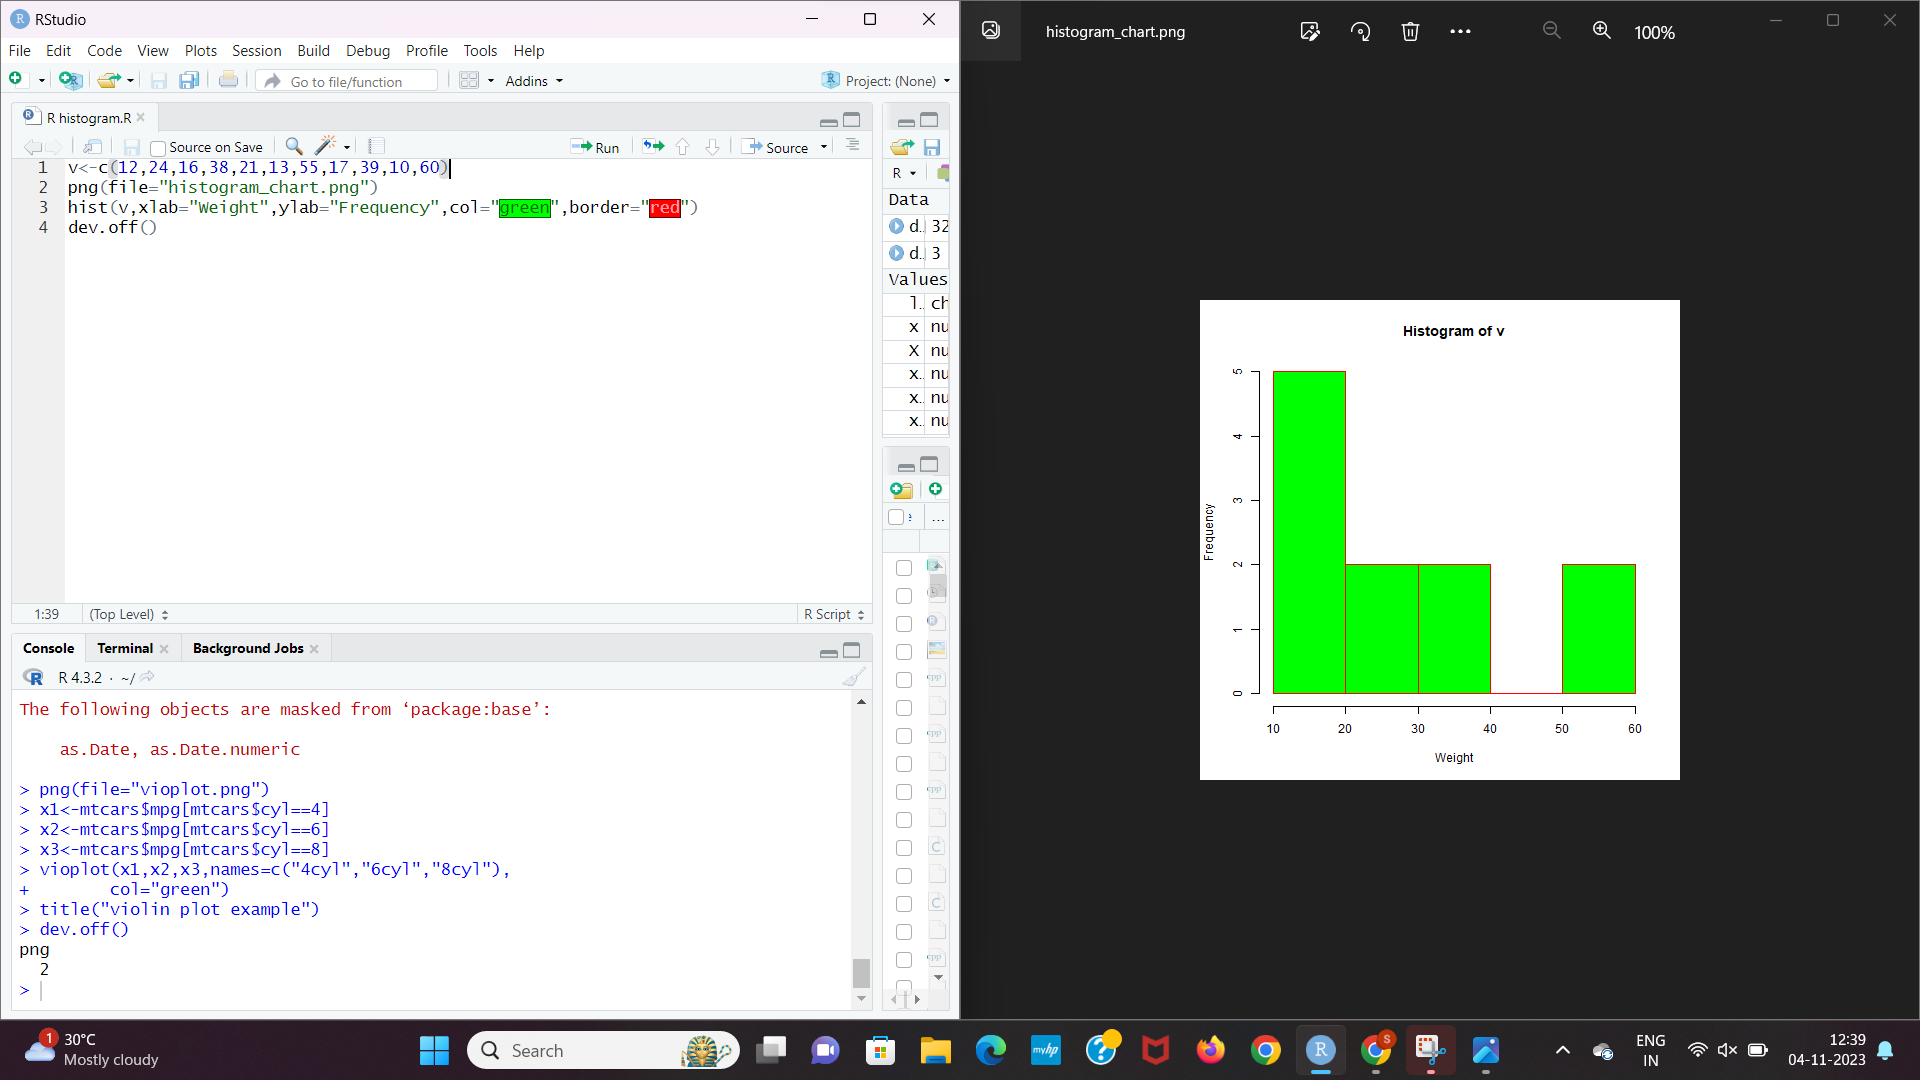 RStudio
File Edit Code View Plots Session Build Debug Profile Tools Help
Go to file/function
Addins
Project: (None)
R histogram.R
Source on Save
Run
Source
1 v<-c(12,24,16,38,21,13,55,17,39,10,60)
2 png(file="histogram_chart.png")
3 hist(v,xlab="Weight",ylab="Frequency",col="green",border="red")
4 dev.off()
1:39 (Top Level) R Script
R
Data
d.. 32
d.. 3
Values
l.. ch
x nu
X nu
x.. nu
x.. nu
x.. nu
Console Terminal Background Jobs
R 4.3.2 · ~/
The following objects are masked from ‘package:base’:
as.Date, as.Date.numeric
> png(file="vioplot.png")
> x1<-mtcars$mpg[mtcars$cyl==4]
> x2<-mtcars$mpg[mtcars$cyl==6]
> x3<-mtcars$mpg[mtcars$cyl==8]
> vioplot(x1,x2,x3,names=c("4cyl","6cyl","8cyl"),
+ col="green")
> title("violin plot example")
> dev.off()
png
2
>
histogram_chart.png
100%
Histogram of v
Frequency
5
4
3
2
1
0
10 20 30 40 50 60
Weight
1
30°C
Mostly cloudy
Search
myhp
R
S
ENG
IN
12:39
04-11-2023